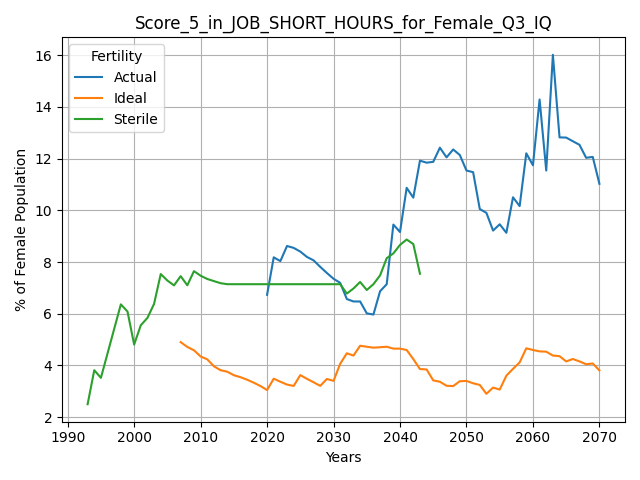 Score_5_in_JOB_SHORT_HOURS_for_Female_Q3_IQ
Fertility
Actual
Ideal
Sterile
% of Female Population
16
14
12
10
8
6
4
2
1990
2000
2010
2020
2030
2040
2050
2060
2070
Years